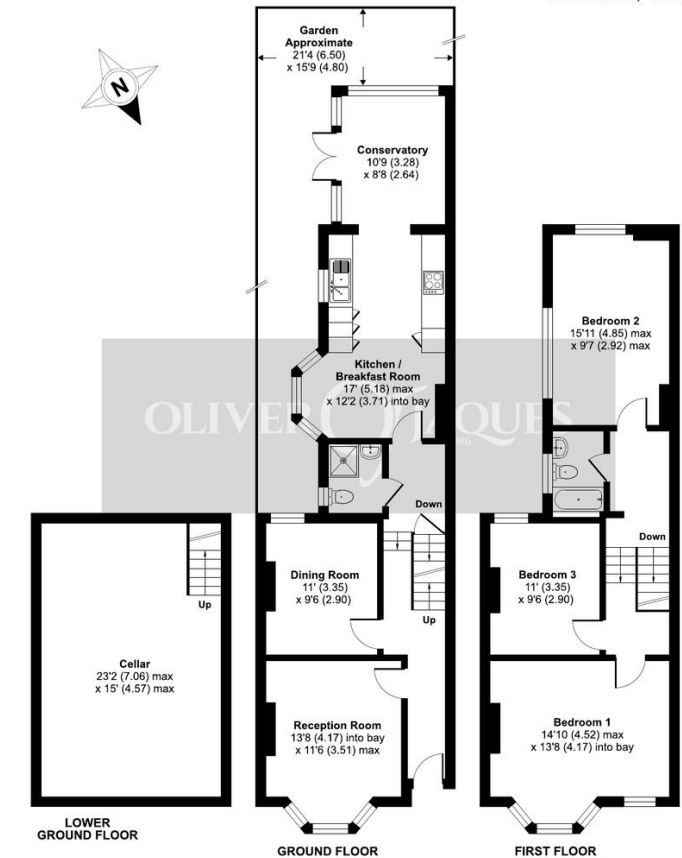 Garden
Approximate
21'4 (6.50)
x 15'9 (4.80)
N
Conservatory
10'9 (3.28)
x 8'8 (2.64)
Bedroom 2
15'11 (4.85) max
x 9'7 (2.92) max
Kitchen /
Breakfast Room
17' (5.18) max
x 12'2 (3.71) into bay
OLIVER JAQUES
Down
Dining Room
11' (3.35)
x 9'6 (2.90)
Up
Down
Bedroom 3
11' (3.35)
x 9'6 (2.90)
Up
Cellar
23'2 (7.06) max
x 15' (4.57) max
Reception Room
13'8 (4.17) into bay
x 11'6 (3.51) max
Bedroom 1
14'10 (4.52) max
x 13'8 (4.17) into bay
LOWER
GROUND FLOOR
GROUND FLOOR
FIRST FLOOR